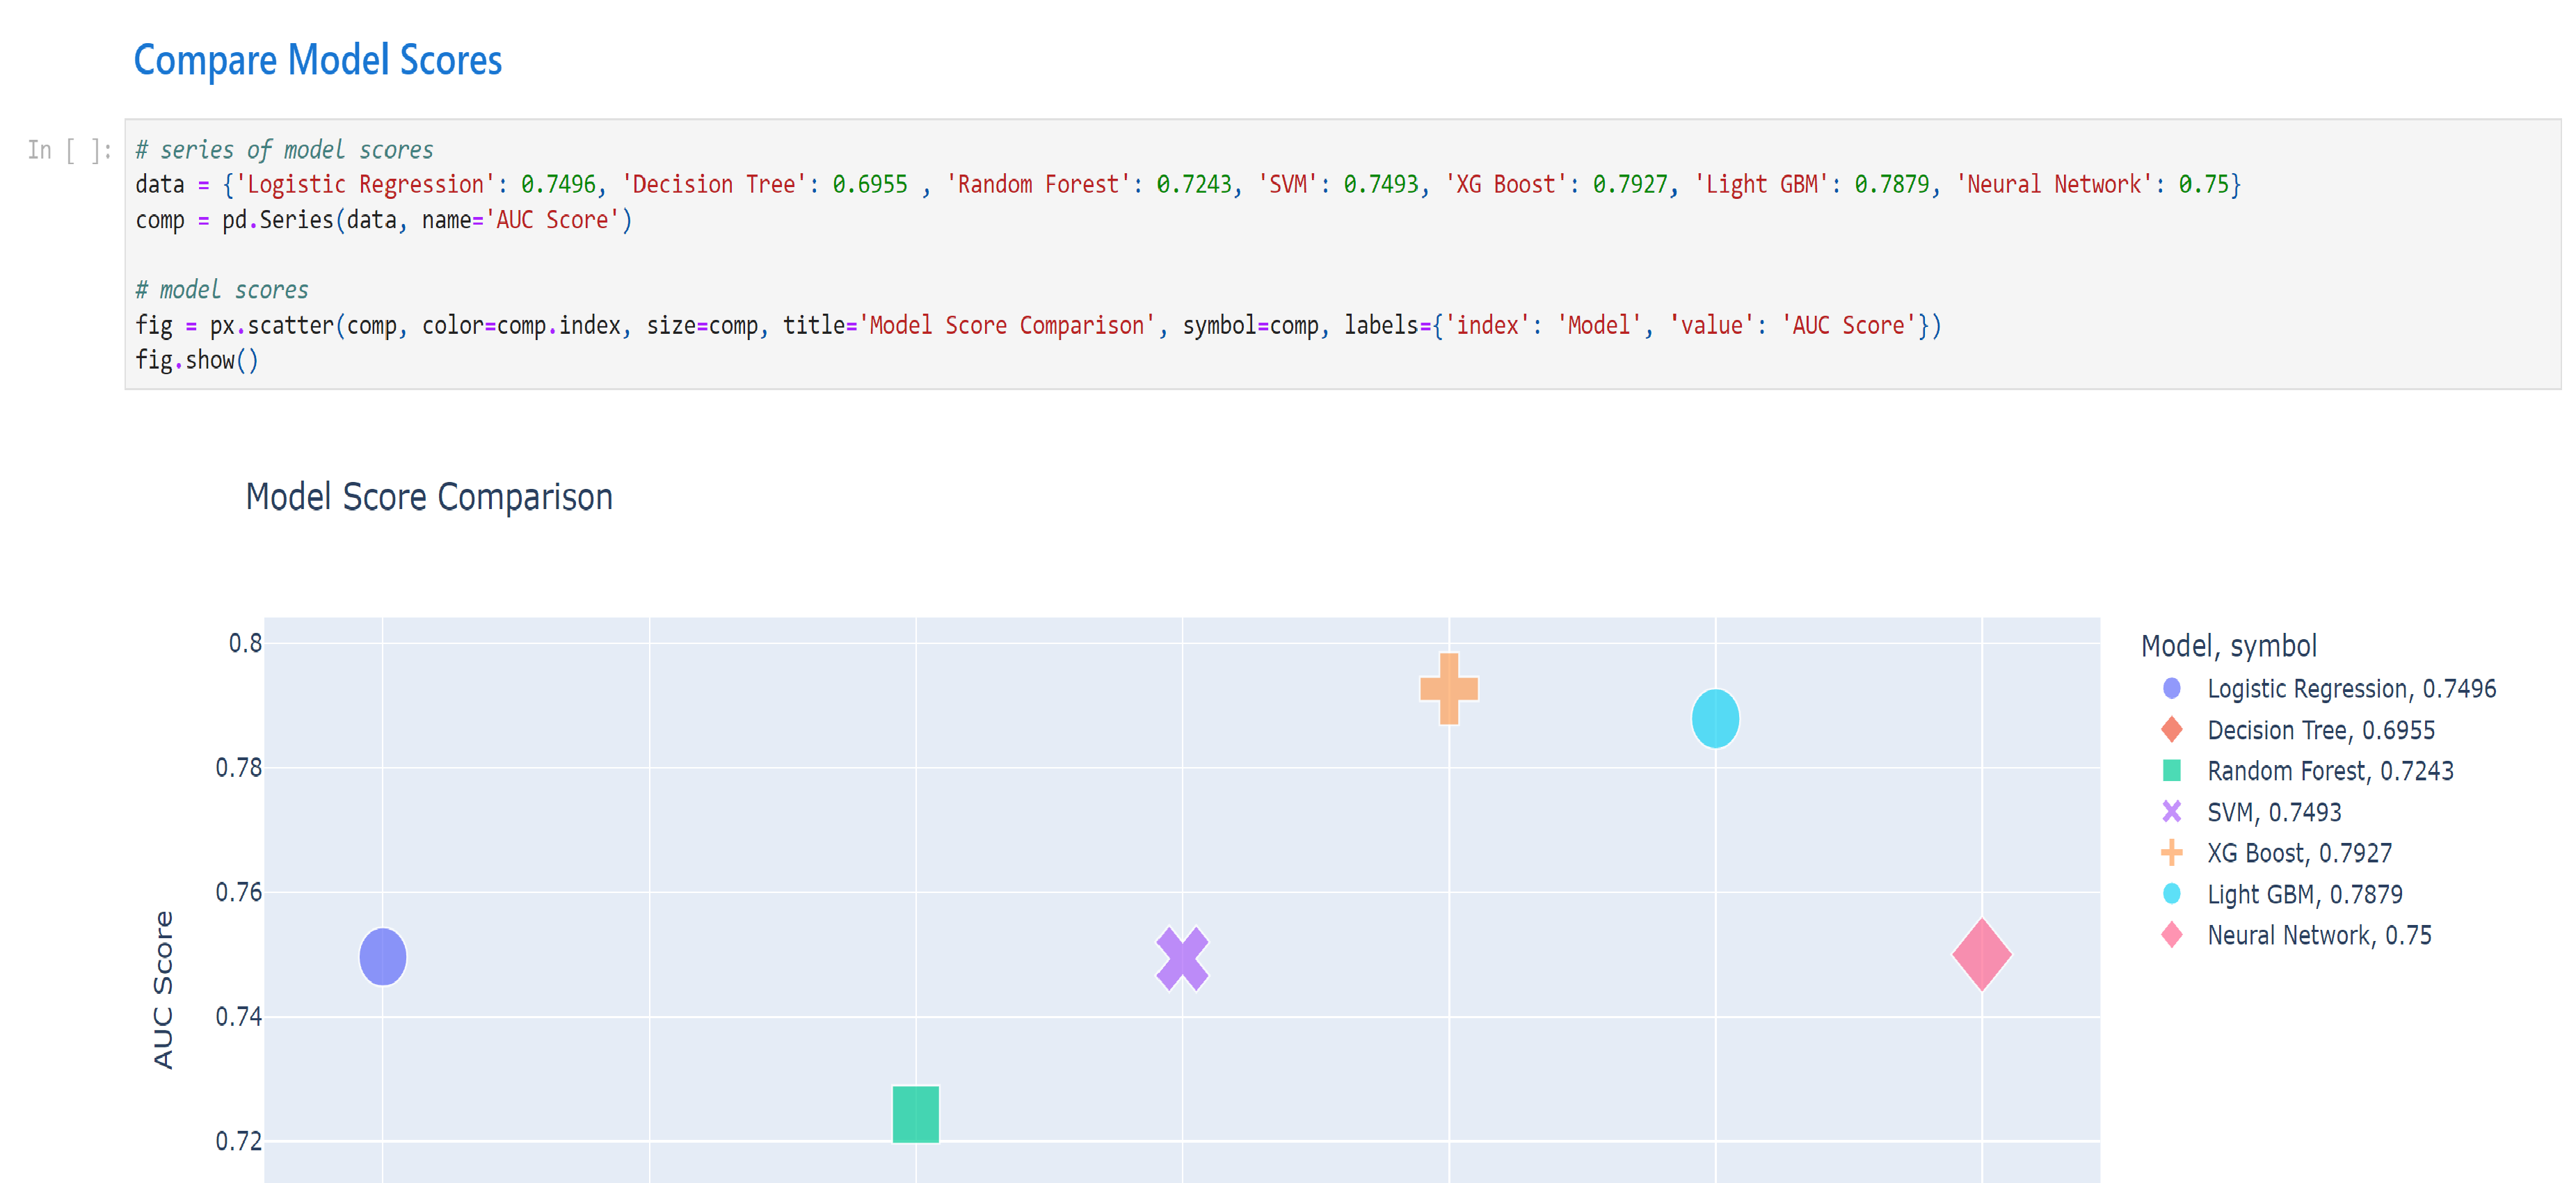 Compare Model Scores
In [ ]:
# series of model scores
data = {'Logistic Regression': 0.7496, 'Decision Tree': 0.6955 , 'Random Forest': 0.7243, 'SVM': 0.7493, 'XG Boost': 0.7927, 'Light GBM': 0.7879, 'Neural Network': 0.75}
comp = pd.Series(data, name='AUC Score')
# model scores
fig = px.scatter(comp, color=comp.index, size=comp, title='Model Score Comparison', symbol=comp, labels={'index': 'Model', 'value': 'AUC Score'})
fig.show()
Model Score Comparison
0.8
0.78
0.76
0.74
0.72
AUC Score
Model, symbol
Logistic Regression, 0.7496
Decision Tree, 0.6955
Random Forest, 0.7243
SVM, 0.7493
XG Boost, 0.7927
Light GBM, 0.7879
Neural Network, 0.75